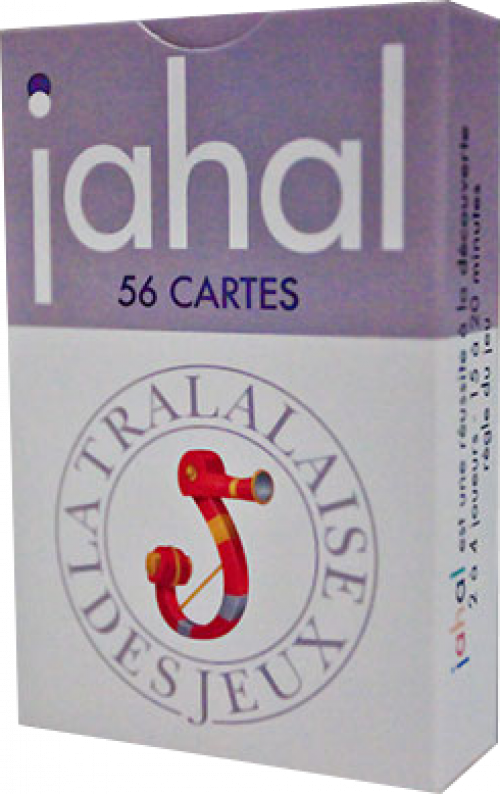 jahal
56 CARTES
LA TRALALAISE
DES JEUX
jahal est une réussite à la découverte
2 à 4 joueurs - 15 à 20 minutes
règle du jeu